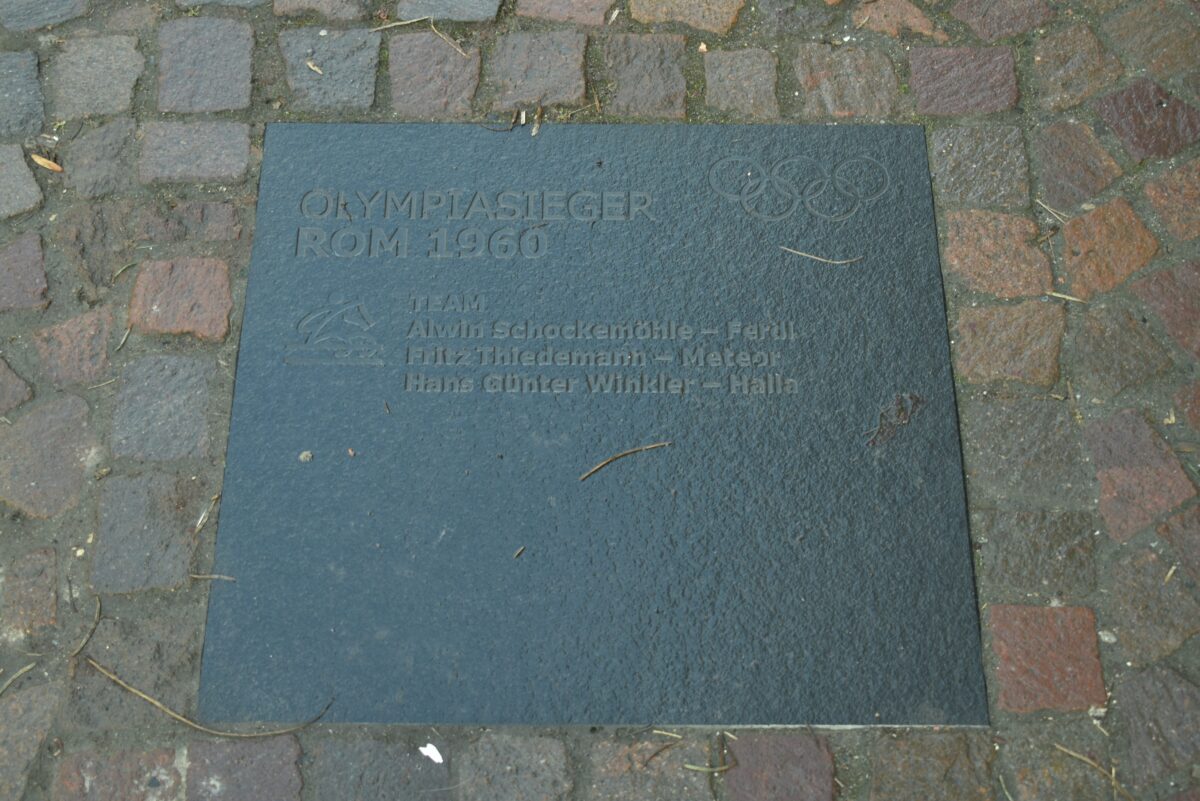 OLYMPIASIEGER
ROM 1960
TEAM
Alwin Schockemöhle – Ferdl
Fritz Thiedemann – Meteor
Hans Günter Winkler – Halla